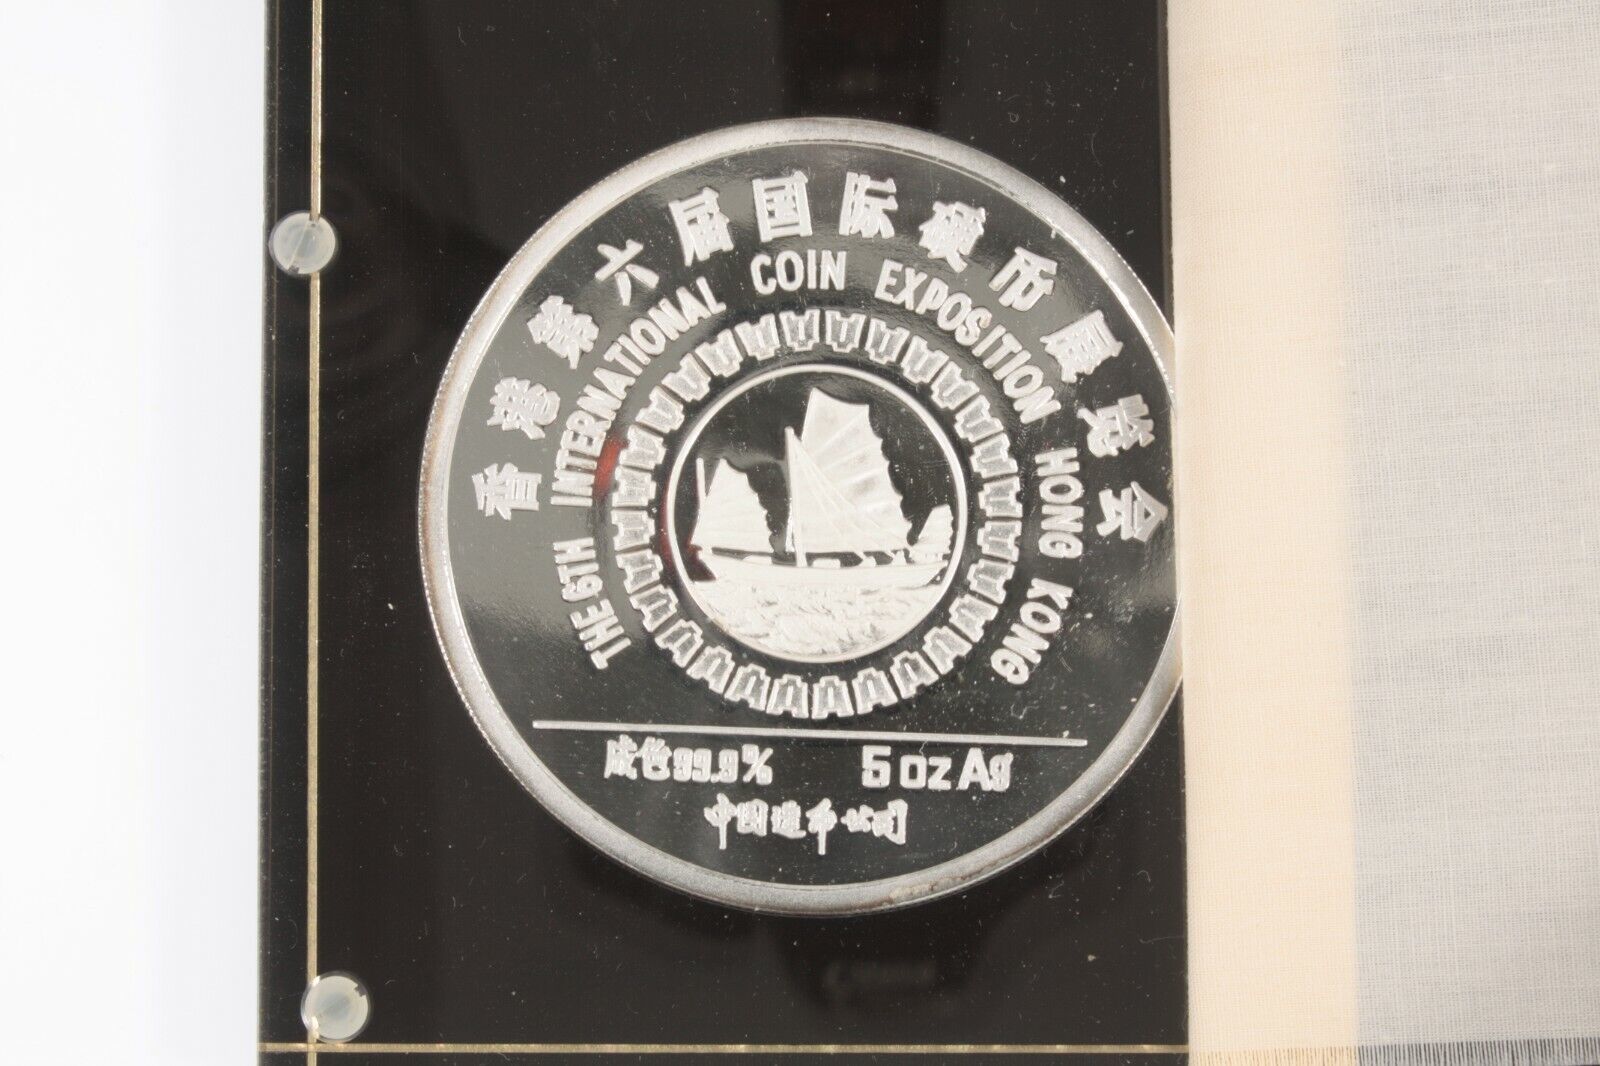 香港第六届国际硬币展览会
THE 6TH INTERNATIONAL COIN EXPOSITION HONG KONG
成色99.9% 5 oz Ag
中国造币公司